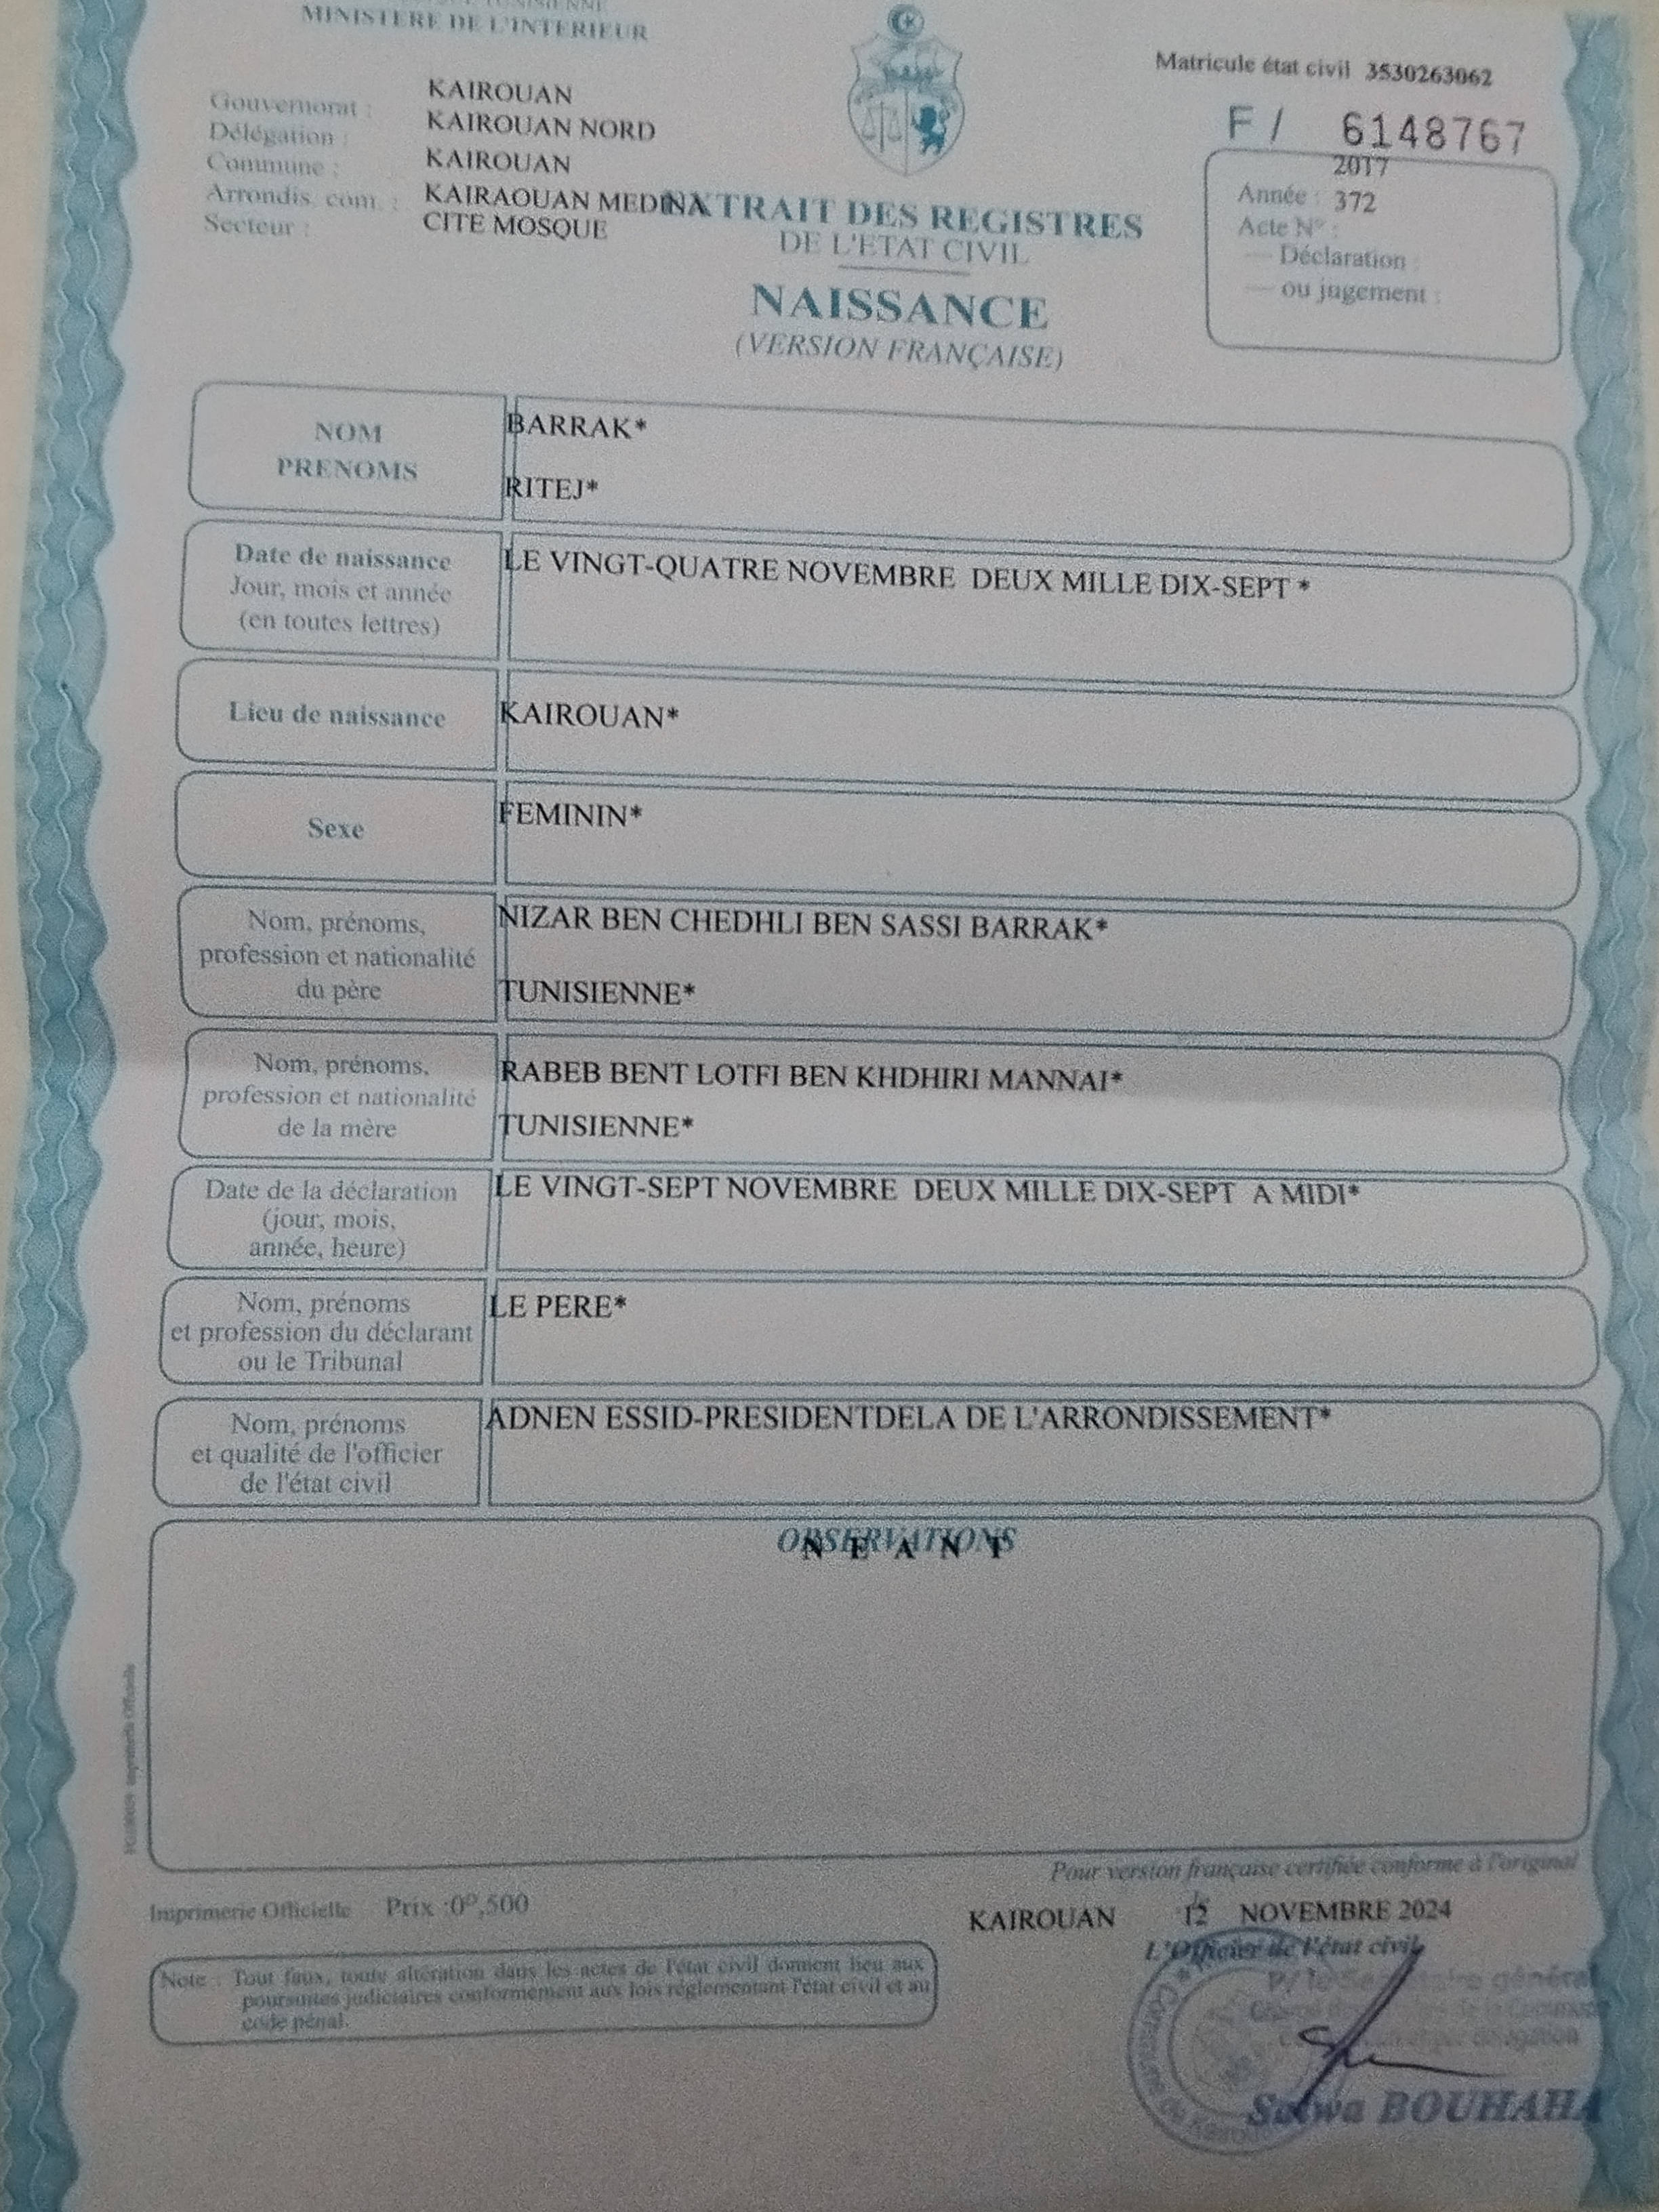 MINISTERE DE L'INTERIEUR
Matricule état civil 3530263062
F / 6148767
Gouvernorat : KAIROUAN
Délégation : KAIROUAN NORD
Commune : KAIROUAN
Arrondis. com. : KAIRAOUAN MEDINA
Secteur : CITE MOSQUE
2017
Année : 372
Acte N° :
— Déclaration :
— ou jugement :
EXTRAIT DES REGISTRES
DE L'ETAT CIVIL
NAISSANCE
(VERSION FRANÇAISE)
NOM
PRENOMS
BARRAK*
RITEJ*
Date de naissance
Jour, mois et année
(en toutes lettres)
LE VINGT-QUATRE NOVEMBRE DEUX MILLE DIX-SEPT *
Lieu de naissance
KAIROUAN*
Sexe
FEMININ*
Nom, prénoms,
profession et nationalité
du père
NIZAR BEN CHEDHLI BEN SASSI BARRAK*
TUNISIENNE*
Nom, prénoms,
profession et nationalité
de la mère
RABEB BENT LOTFI BEN KHDHIRI MANNAI*
TUNISIENNE*
Date de la déclaration
(jour, mois,
année, heure)
LE VINGT-SEPT NOVEMBRE DEUX MILLE DIX-SEPT A MIDI*
Nom, prénoms
et profession du déclarant
ou le Tribunal
LE PERE*
Nom, prénoms
et qualité de l'officier
de l'état civil
ADNEN ESSID-PRESIDENTDELA DE L'ARRONDISSEMENT*
OBSERVATIONS
N E A N T
Pour version française certifiée conforme à l'original
Imprimerie Officielle Prix :0ᴰ,500
KAIROUAN le 12 NOVEMBRE 2024
L'Officier de l'état civil
Note : Tout faux, toute altération dans les actes de l'état civil donnent lieu aux
poursuites judiciaires conformément aux lois réglementant l'état civil et au
code pénal.
P/ le Secrétaire général
Salwa BOUHAHA